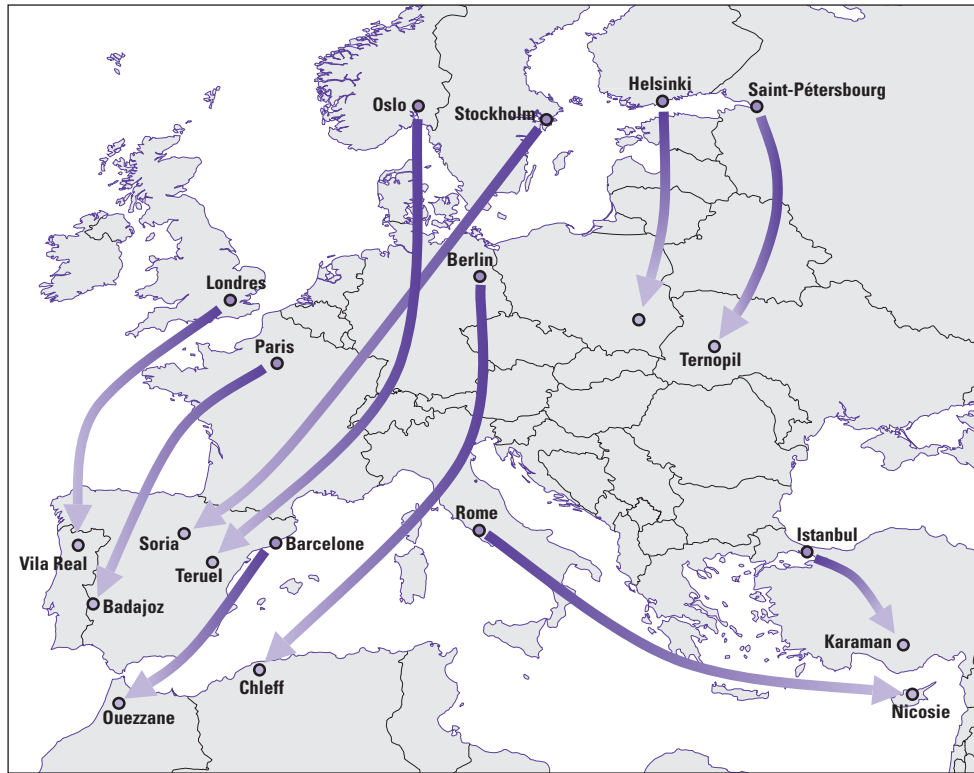 Helsinki
Saint-Pétersbourg
Oslo
Stockholm
Berlin
Londres
Paris
Ternopil
Rome
Istanbul
Soria
Barcelone
Vila Real
Teruel
Badajoz
Karaman
Chleff
Nicosie
Ouezzane